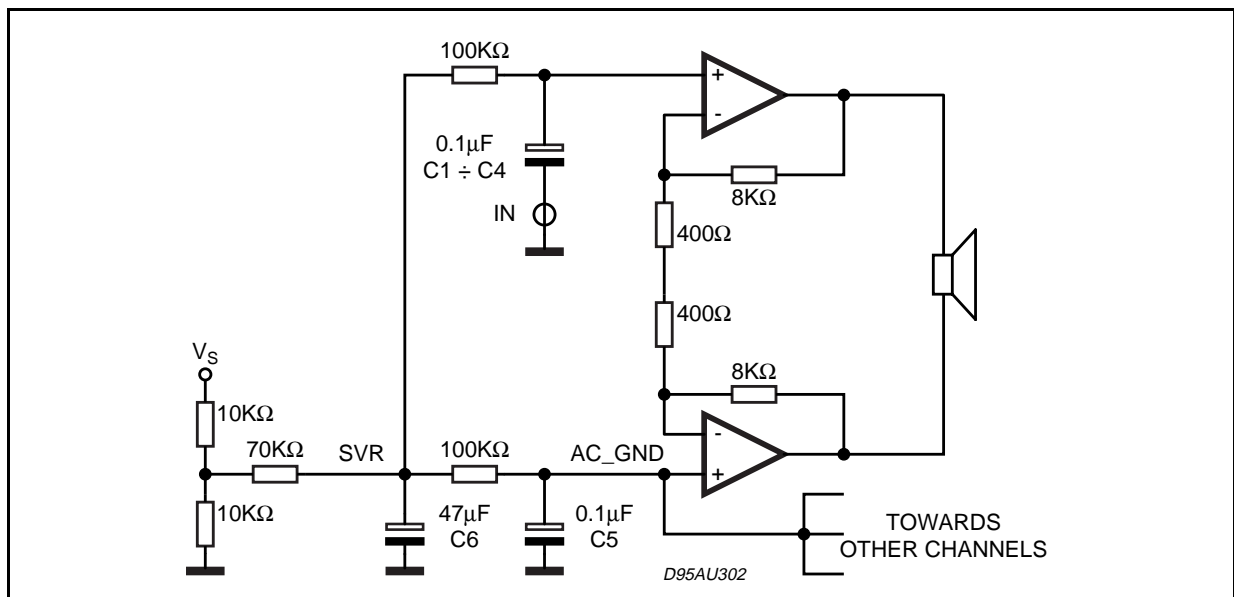 100KΩ
+
-
0.1μF
C1 ÷ C4
8KΩ
IN
400Ω
400Ω
VS
8KΩ
10KΩ
70KΩ
SVR
100KΩ
AC_GND
-
+
10KΩ
47μF
C6
0.1μF
C5
TOWARDS
OTHER CHANNELS
D95AU302